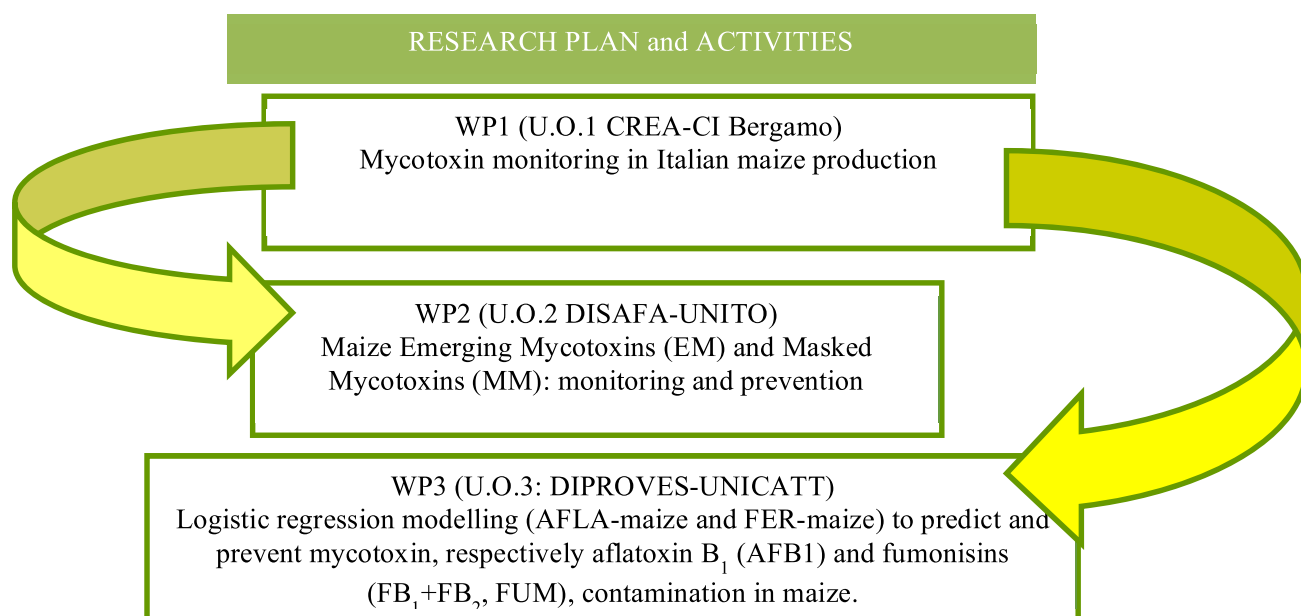 RESEARCH PLAN and ACTIVITIES
WP1 (U.O.1 CREA-CI Bergamo)
Mycotoxin monitoring in Italian maize production
WP2 (U.O.2 DISAFA-UNITO)
Maize Emerging Mycotoxins (EM) and Masked
Mycotoxins (MM): monitoring and prevention
WP3 (U.O.3: DIPROVES-UNICATT)
Logistic regression modelling (AFLA-maize and FER-maize) to predict and
prevent mycotoxin, respectively aflatoxin B₁ (AFB1) and fumonisins
(FB₁+FB₂, FUM), contamination in maize.